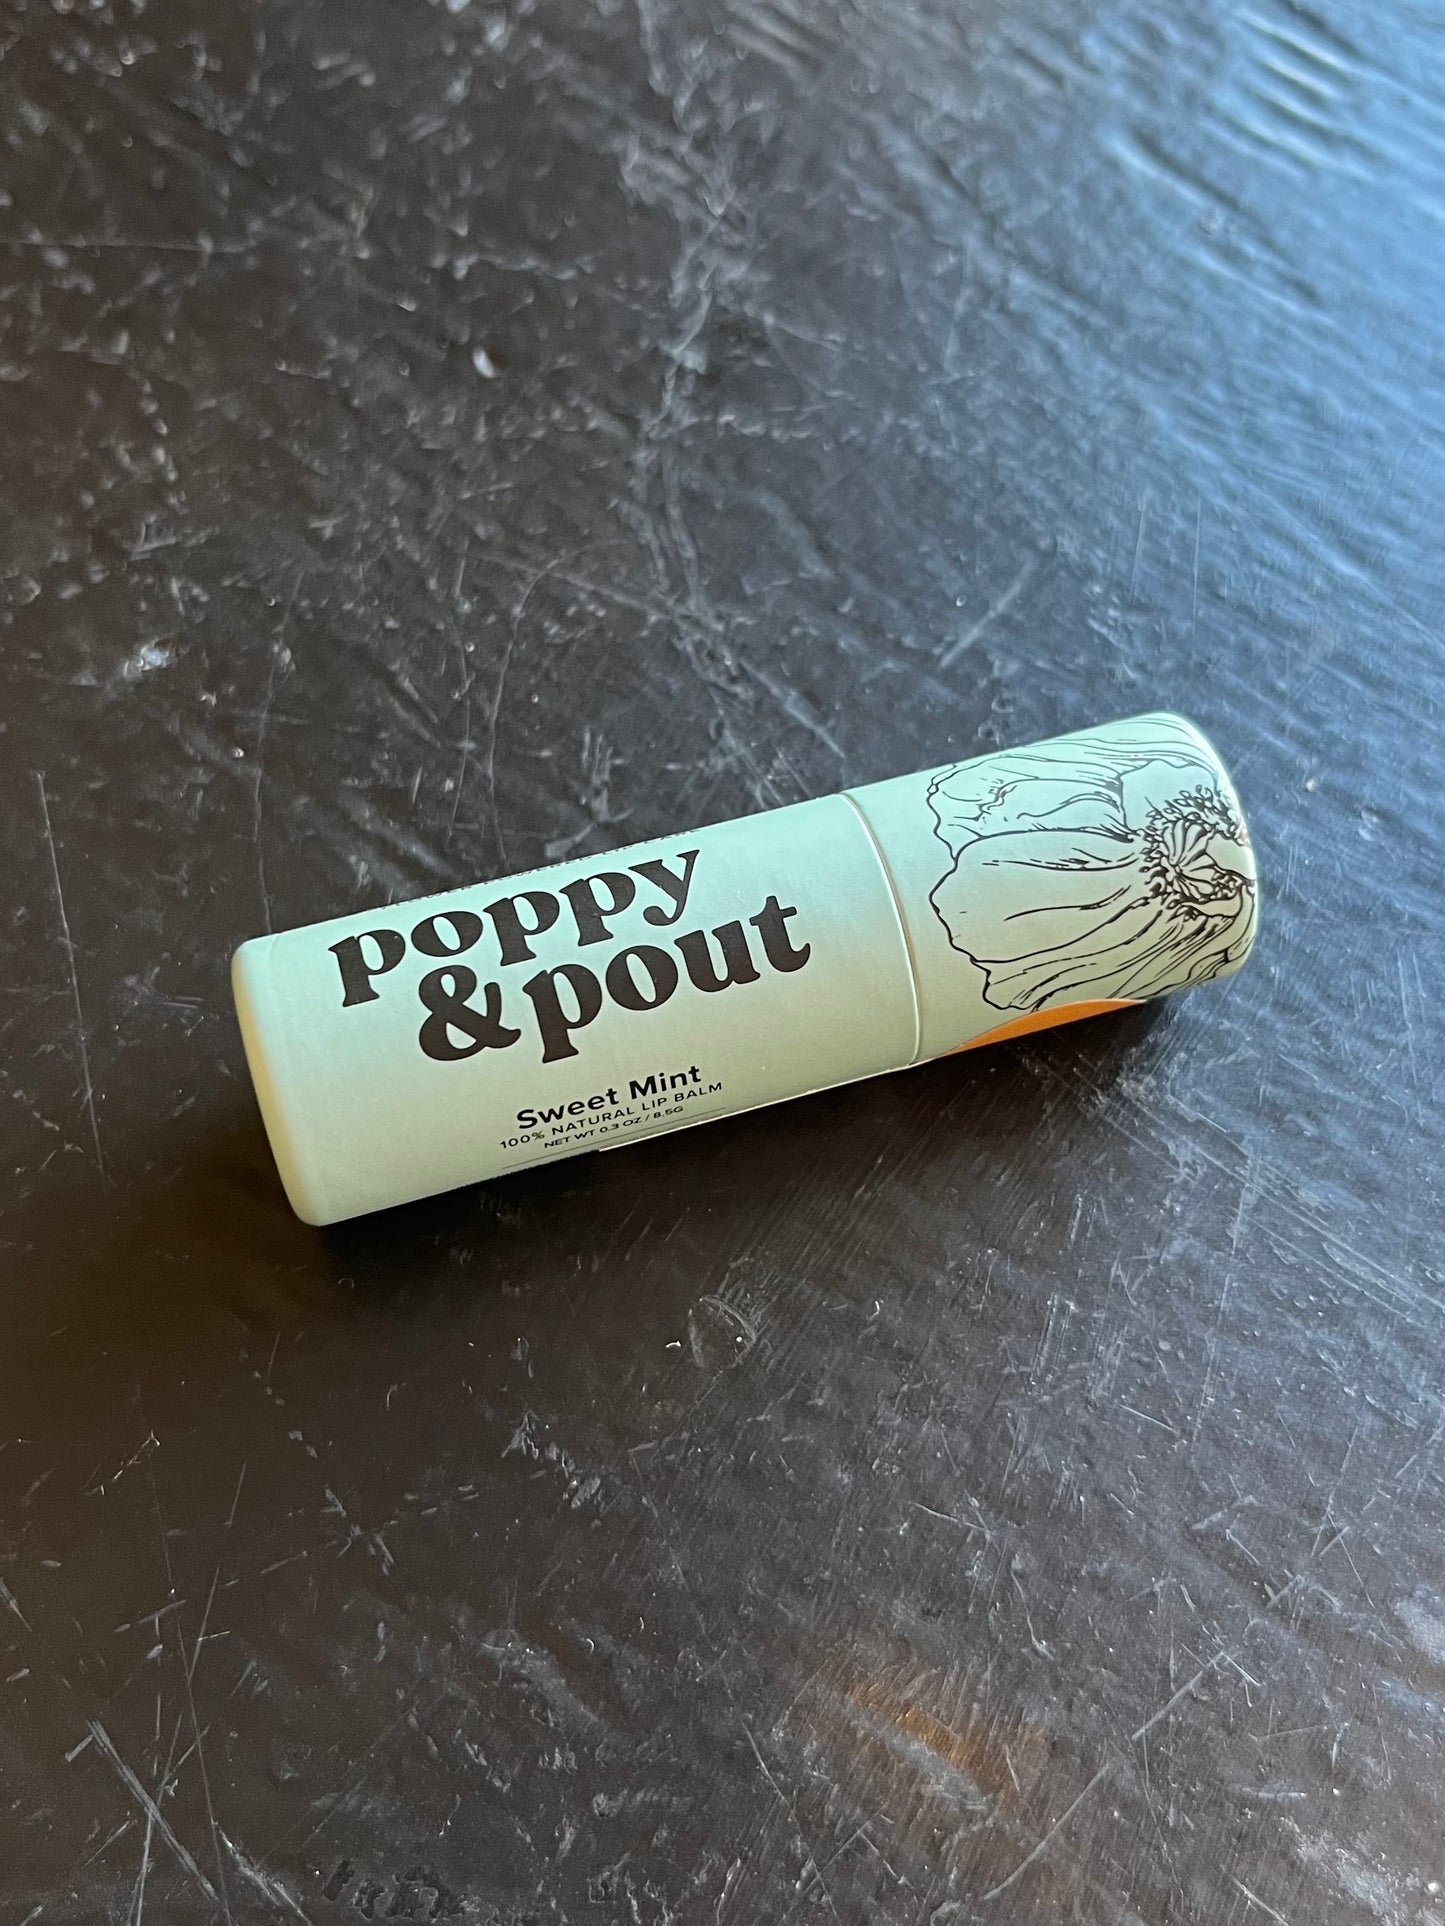 poppy
&pout
Sweet Mint
100% NATURAL LIP BALM
NET WT 0.3 OZ / 8.5G